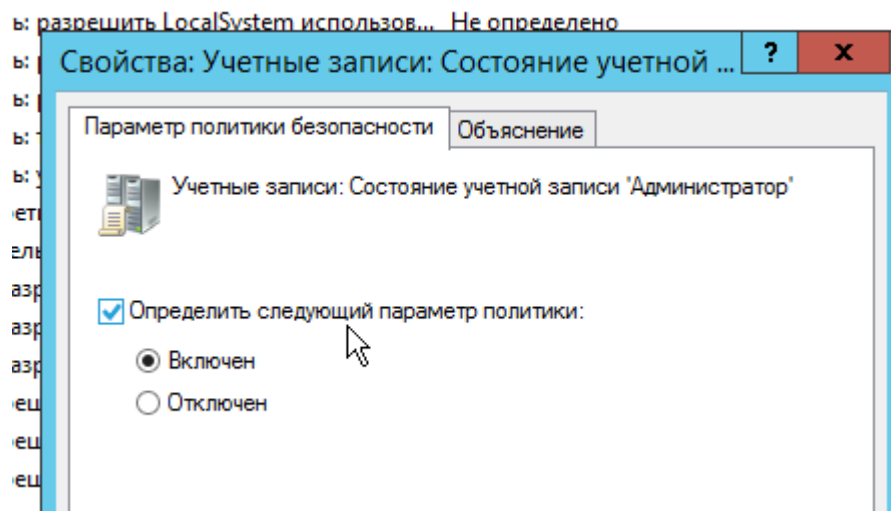 ь: разрешить LocalSystem использов... Не определено
Свойства: Учетные записи: Состояние учетной ...
? x
Параметр политики безопасности Объяснение
Учетные записи: Состояние учетной записи 'Администратор'
Определить следующий параметр политики:
Включен
Отключен